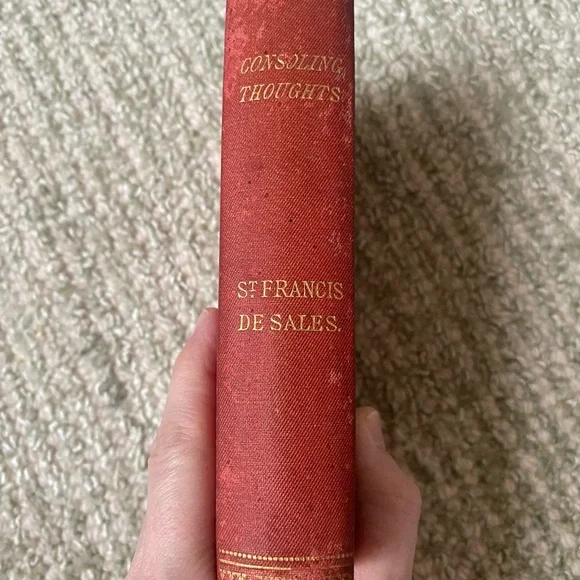 CONSOLING
THOUGHTS
ST FRANCIS
DE SALES.